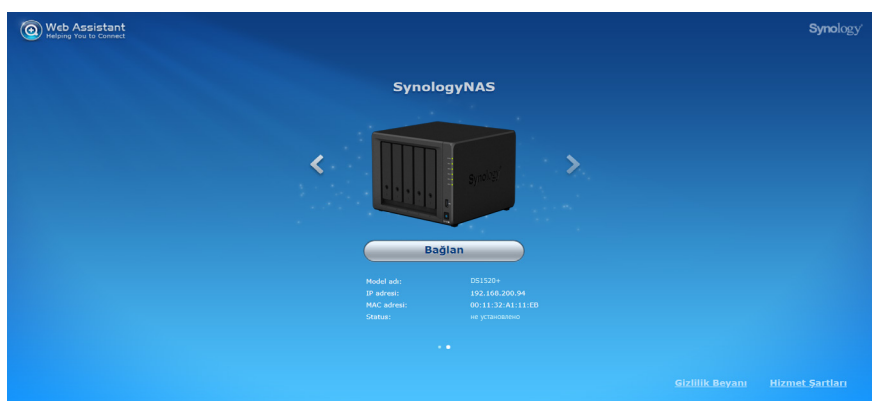 Web Assistant
Helping You to Connect
Synology
SynologyNAS
Synology
Bağlan
Model adı: DS1520+
IP adresi: 192.168.200.94
MAC adresi: 00:11:32:A1:11:EB
Status: не установлено
Gizlilik Beyanı Hizmet Şartları